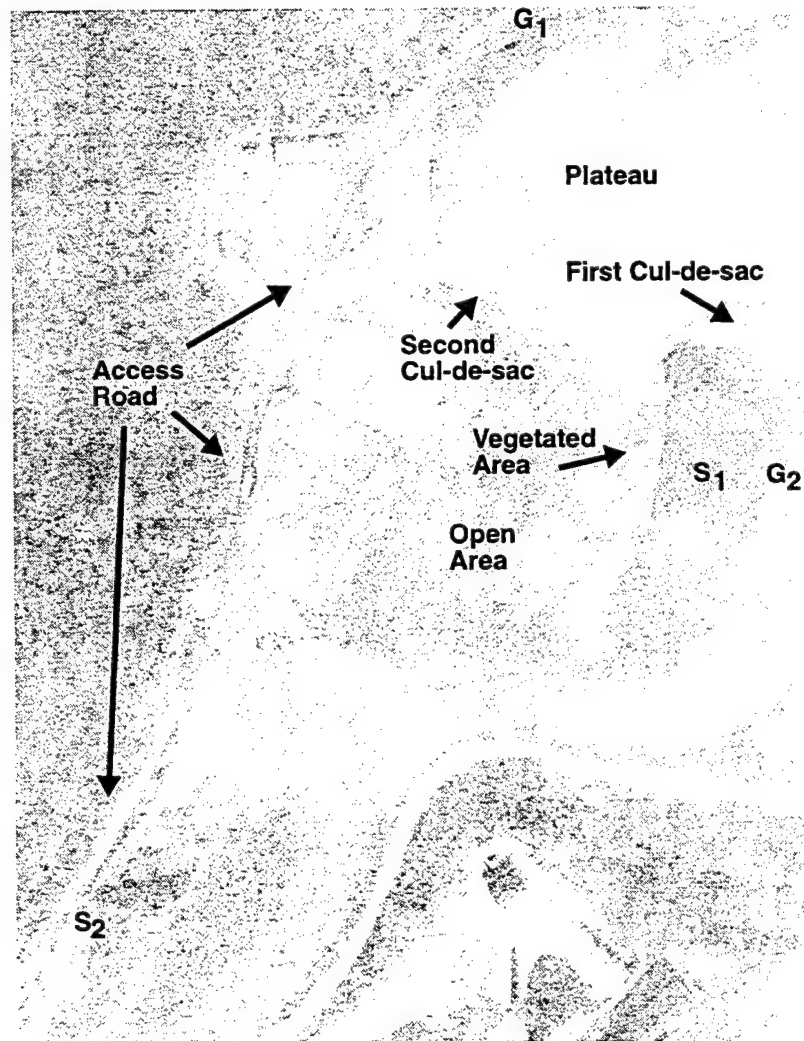 G1
Plateau
First Cul-de-sac
Second
Cul-de-sac
Access
Road
Vegetated
Area
S1 G2
Open
Area
S2